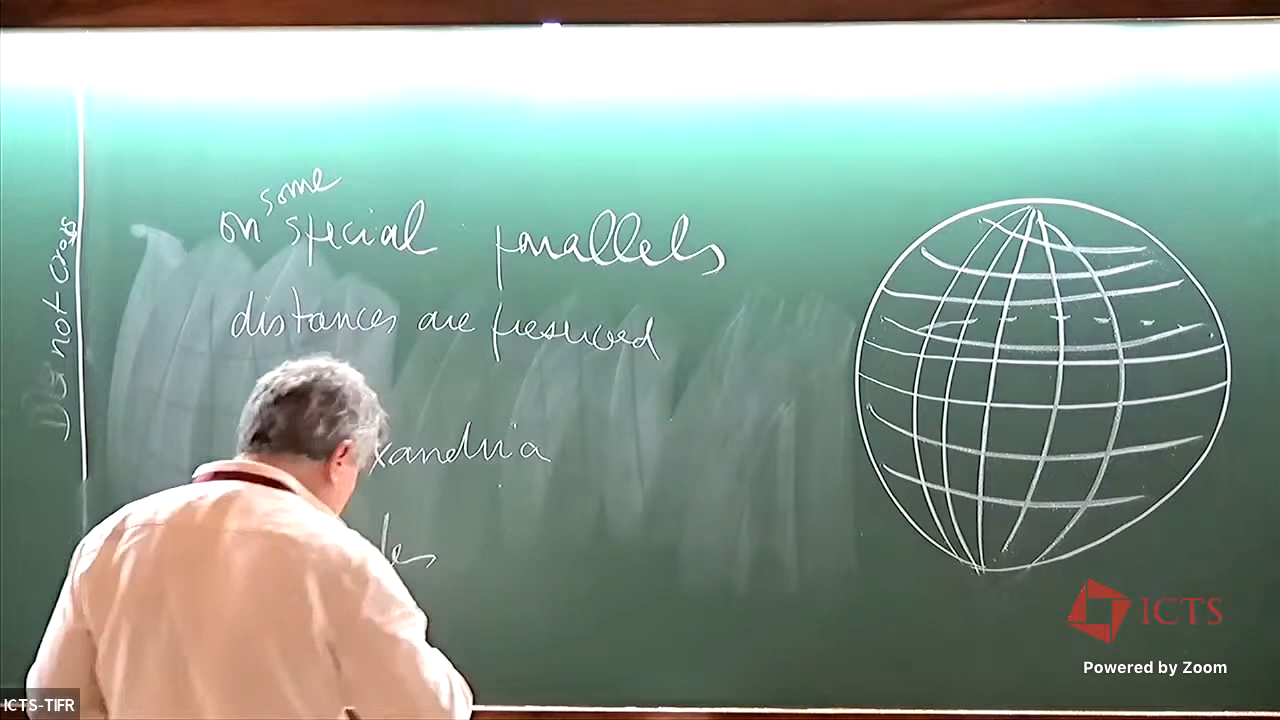 Do not Cross
some
on special parallels
distances are preserved
xandria
les
ICTS
Powered by Zoom
ICTS-TIFR